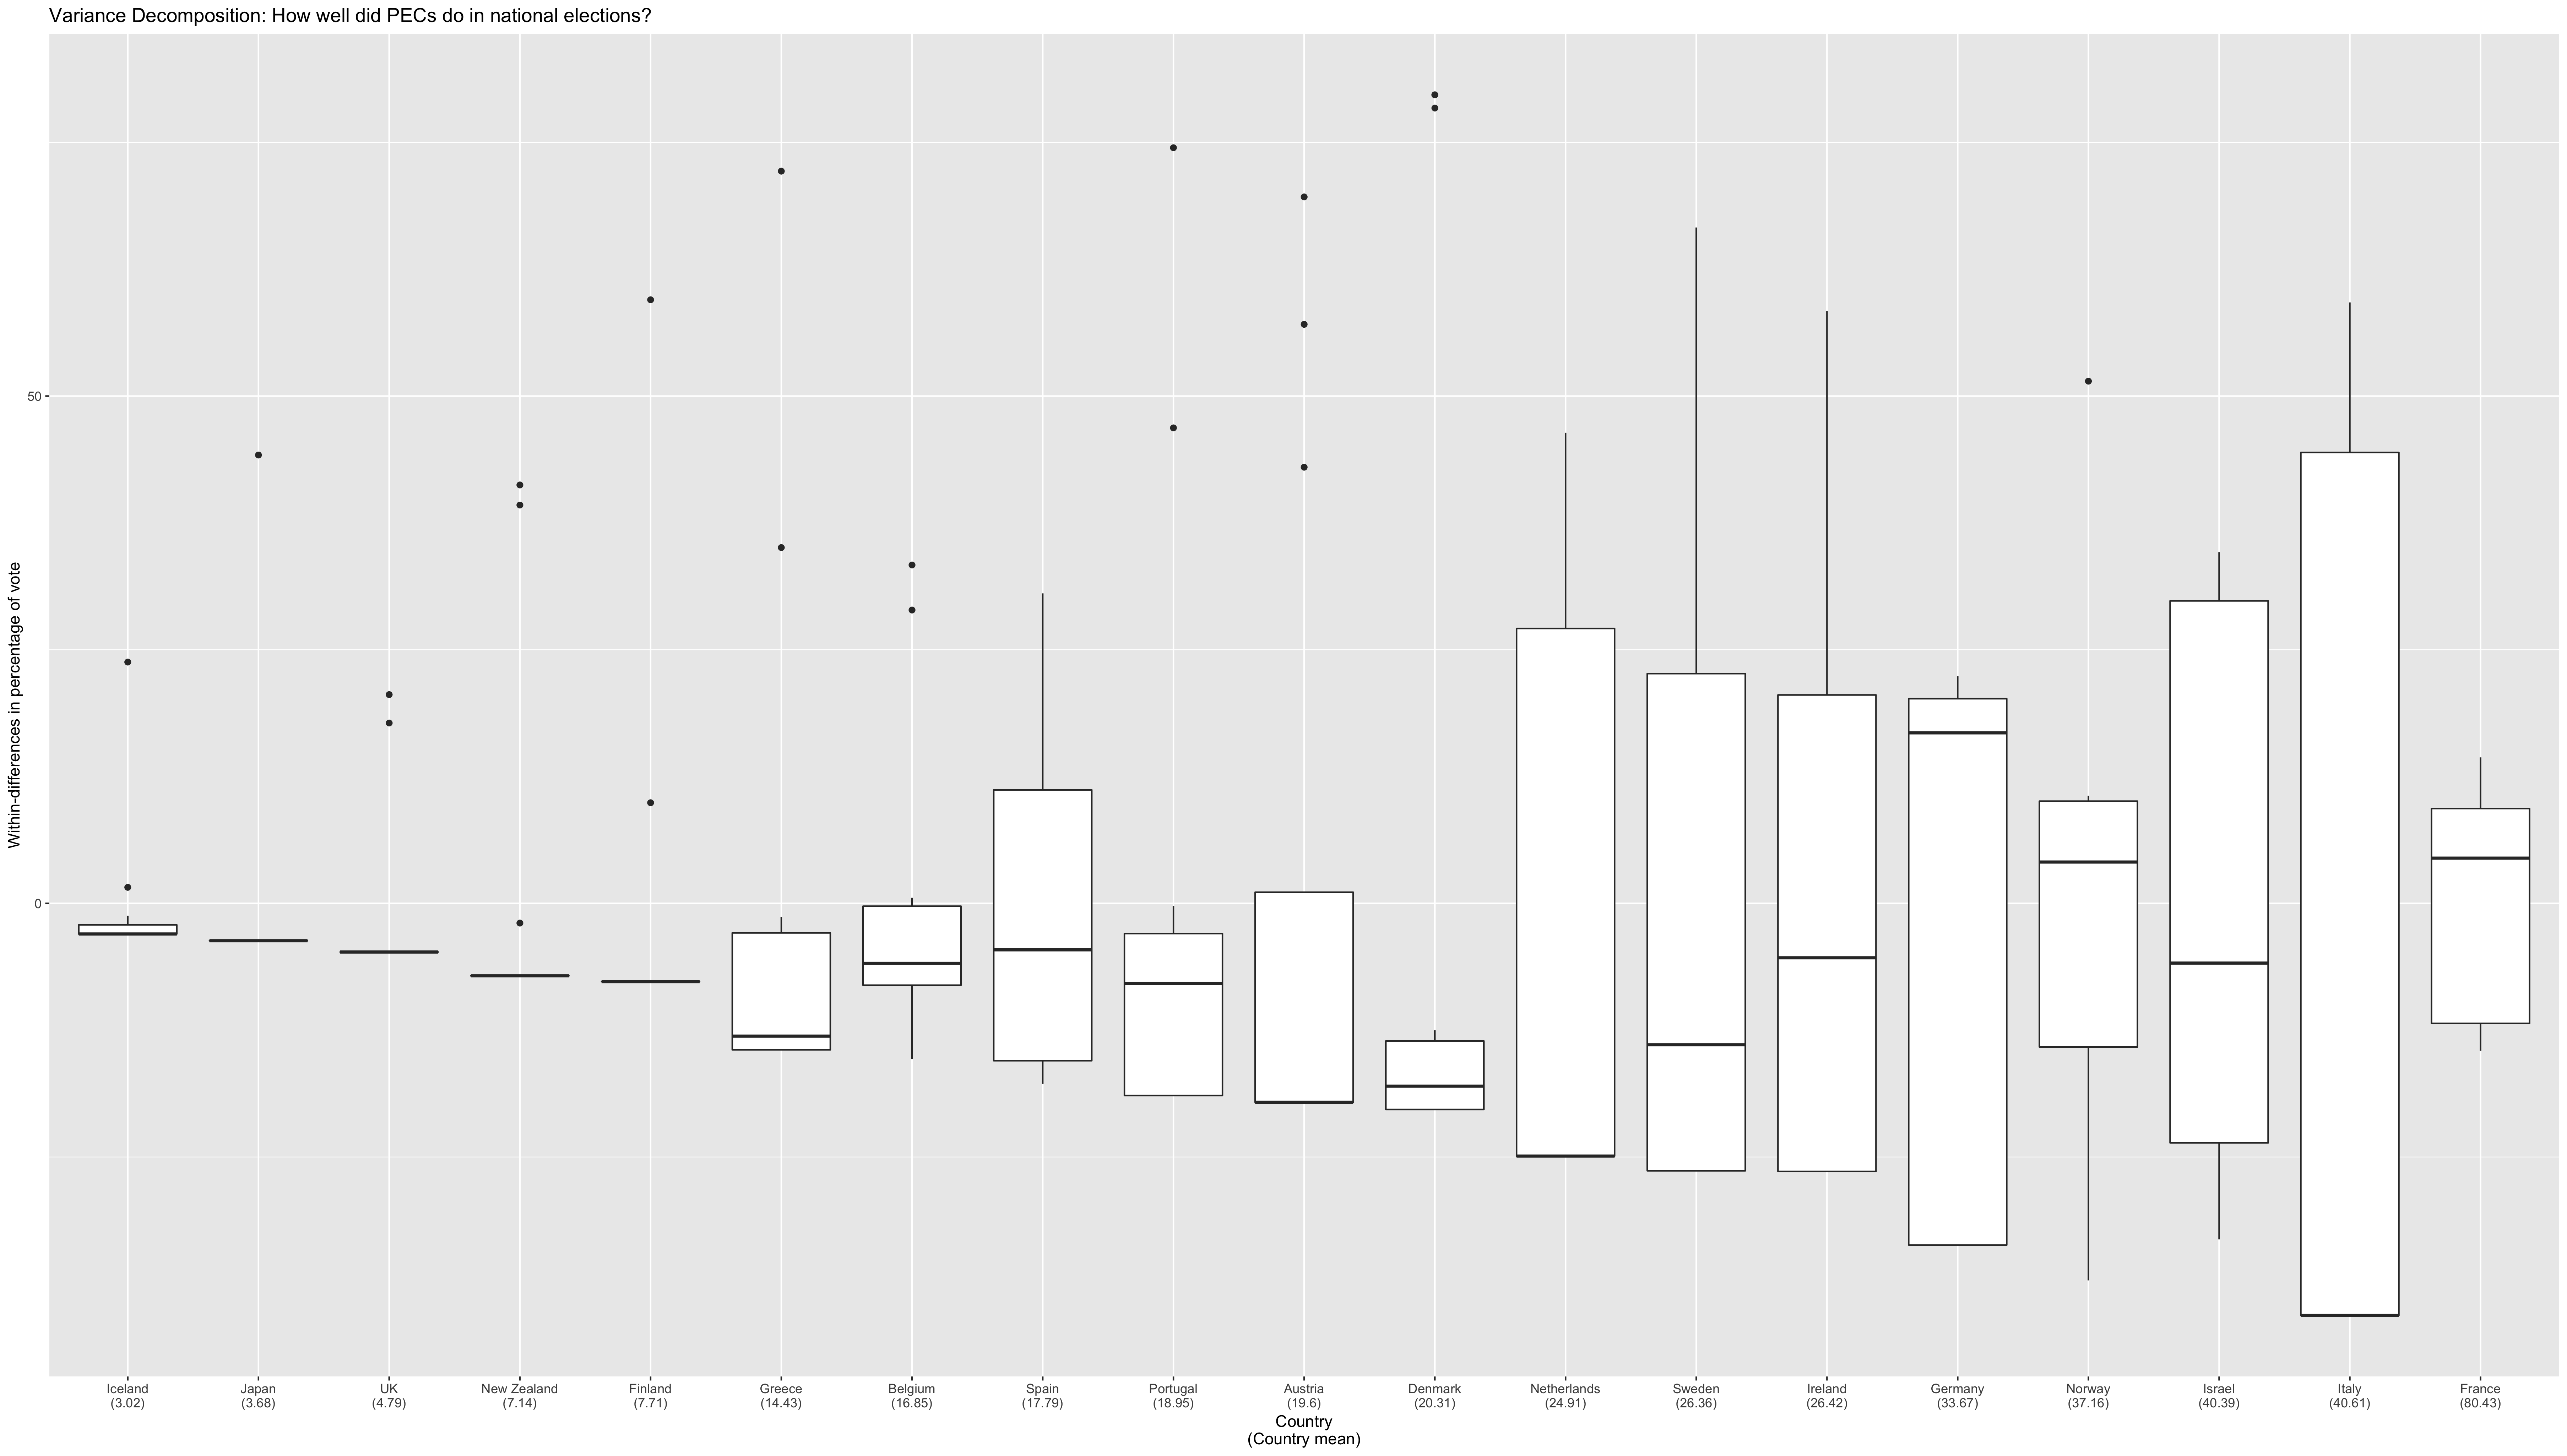 Variance Decomposition: How well did PECs do in national elections?
Within-differences in percentage of vote
50
0
Iceland
(3.02)
Japan
(3.68)
UK
(4.79)
New Zealand
(7.14)
Finland
(7.71)
Greece
(14.43)
Belgium
(16.85)
Spain
(17.79)
Portugal
(18.95)
Austria
(19.6)
Denmark
(20.31)
Netherlands
(24.91)
Sweden
(26.36)
Ireland
(26.42)
Germany
(33.67)
Norway
(37.16)
Israel
(40.39)
Italy
(40.61)
France
(80.43)
Country
(Country mean)